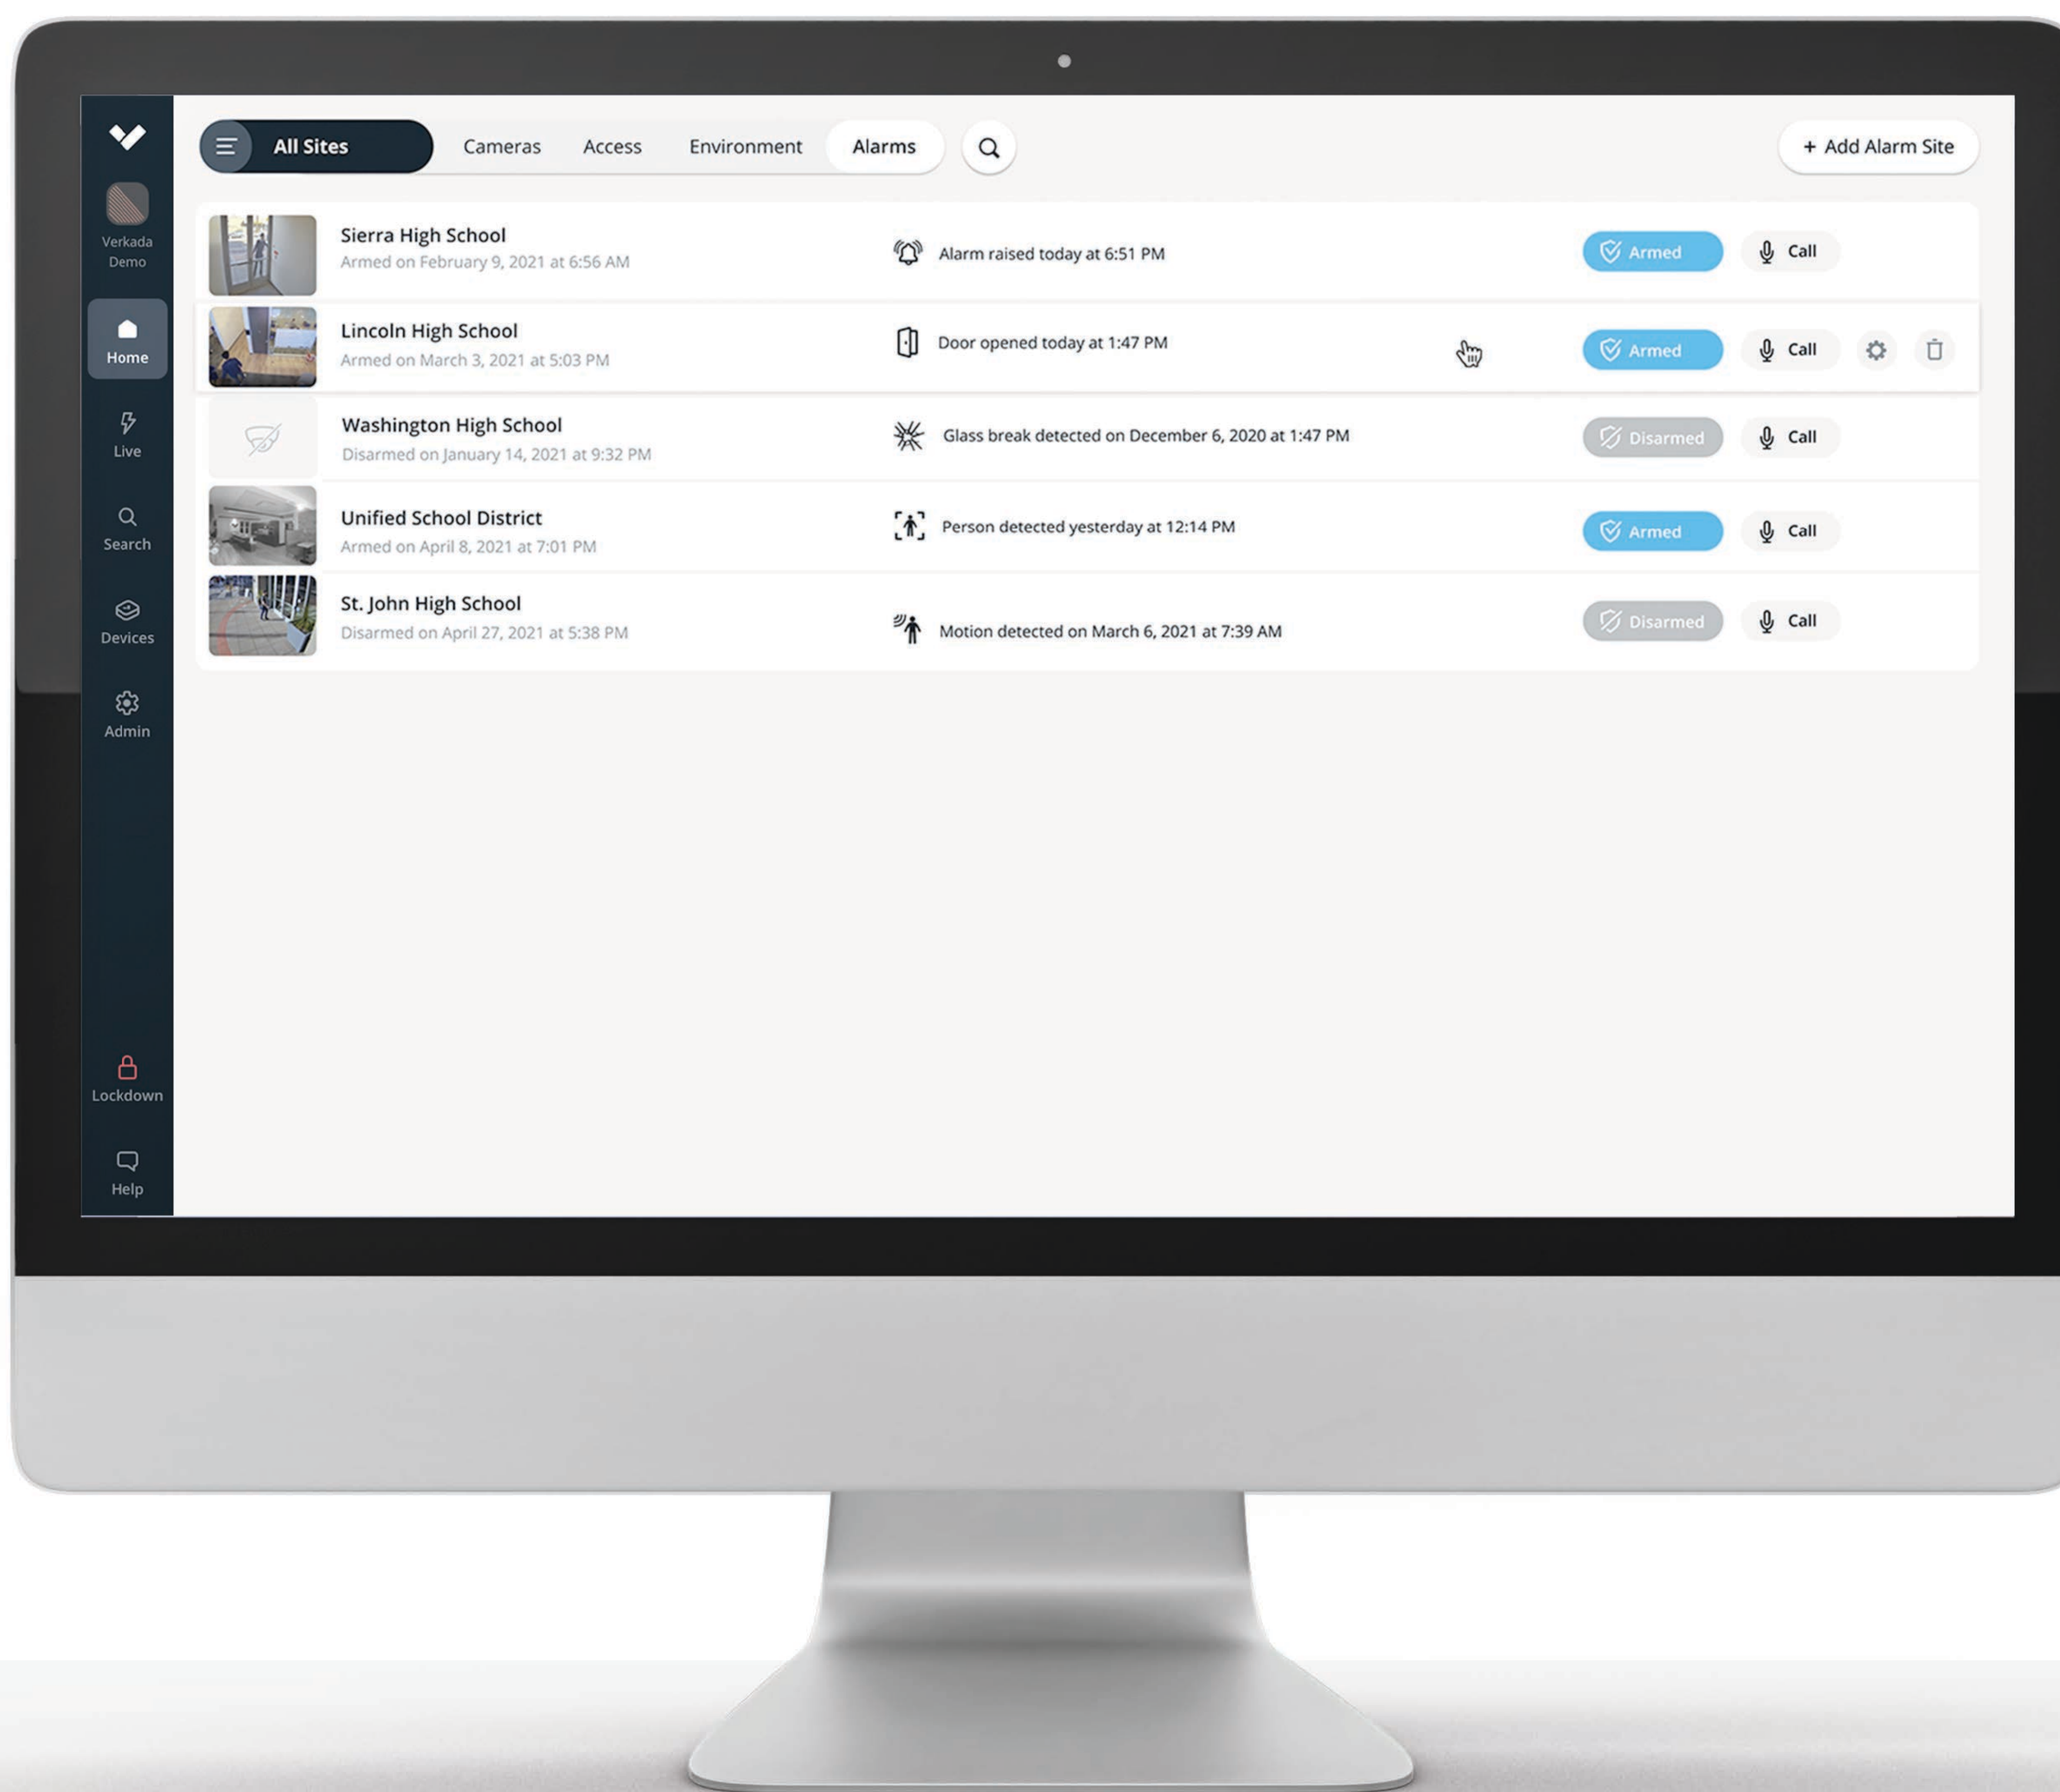 All Sites
Cameras
Access
Environment
Alarms
+ Add Alarm Site
Verkada
Demo
Home
Live
Search
Devices
Admin
Lockdown
Help
Sierra High School
Armed on February 9, 2021 at 6:56 AM
Alarm raised today at 6:51 PM
Armed
Call
Lincoln High School
Armed on March 3, 2021 at 5:03 PM
Door opened today at 1:47 PM
Armed
Call
Washington High School
Disarmed on January 14, 2021 at 9:32 PM
Glass break detected on December 6, 2020 at 1:47 PM
Disarmed
Call
Unified School District
Armed on April 8, 2021 at 7:01 PM
Person detected yesterday at 12:14 PM
Armed
Call
St. John High School
Disarmed on April 27, 2021 at 5:38 PM
Motion detected on March 6, 2021 at 7:39 AM
Disarmed
Call